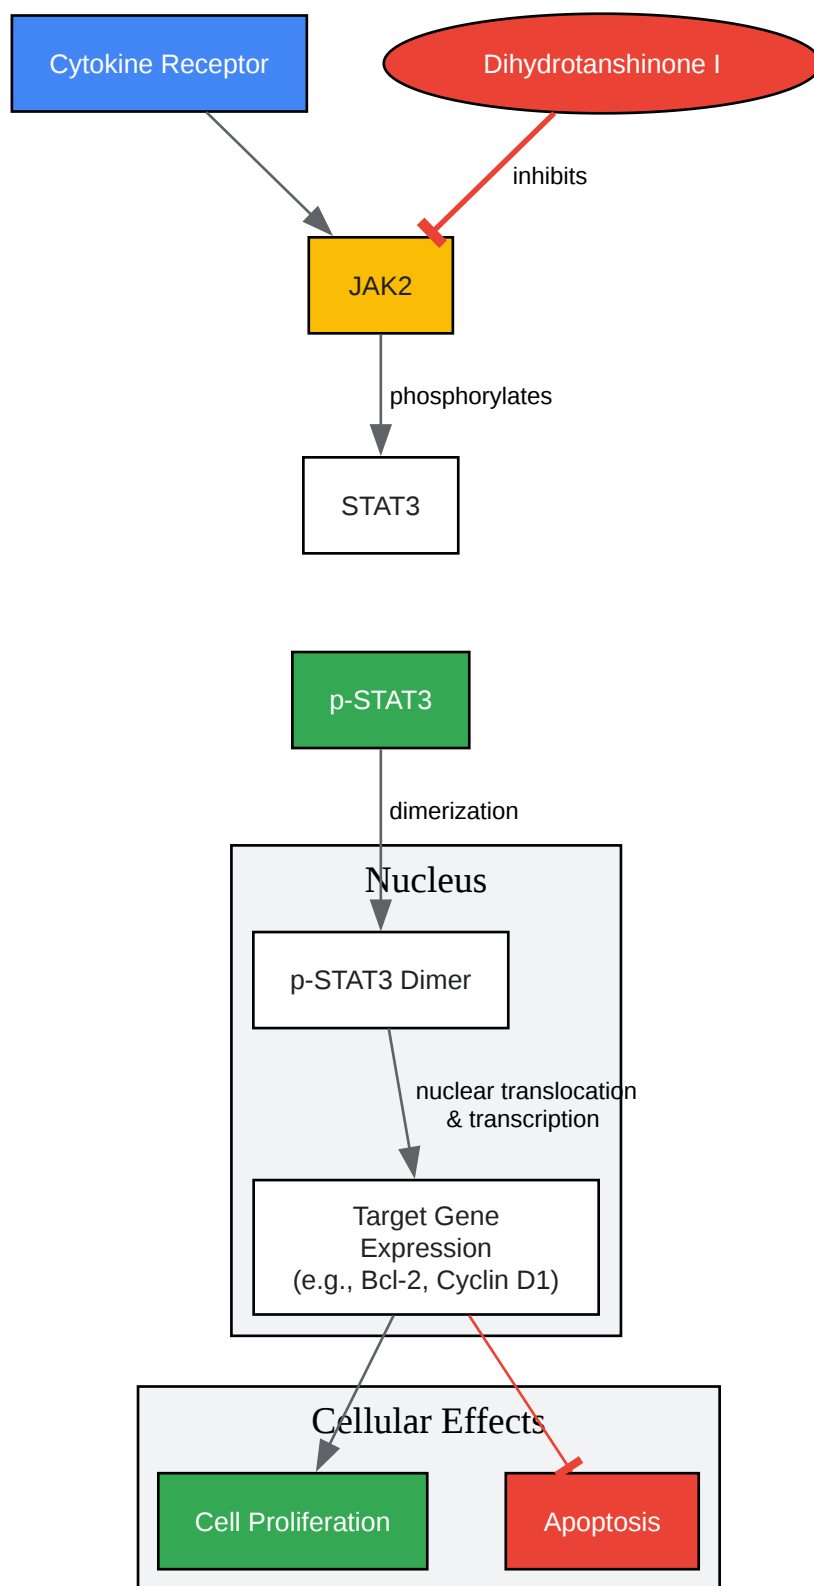 Cytokine Receptor
Dihydrotanshinone I
inhibits
JAK2
phosphorylates
STAT3
p-STAT3
dimerization
Nucleus
p-STAT3 Dimer
nuclear translocation
& transcription
Target Gene
Expression
(e.g., Bcl-2, Cyclin D1)
Cellular Effects
Cell Proliferation
Apoptosis